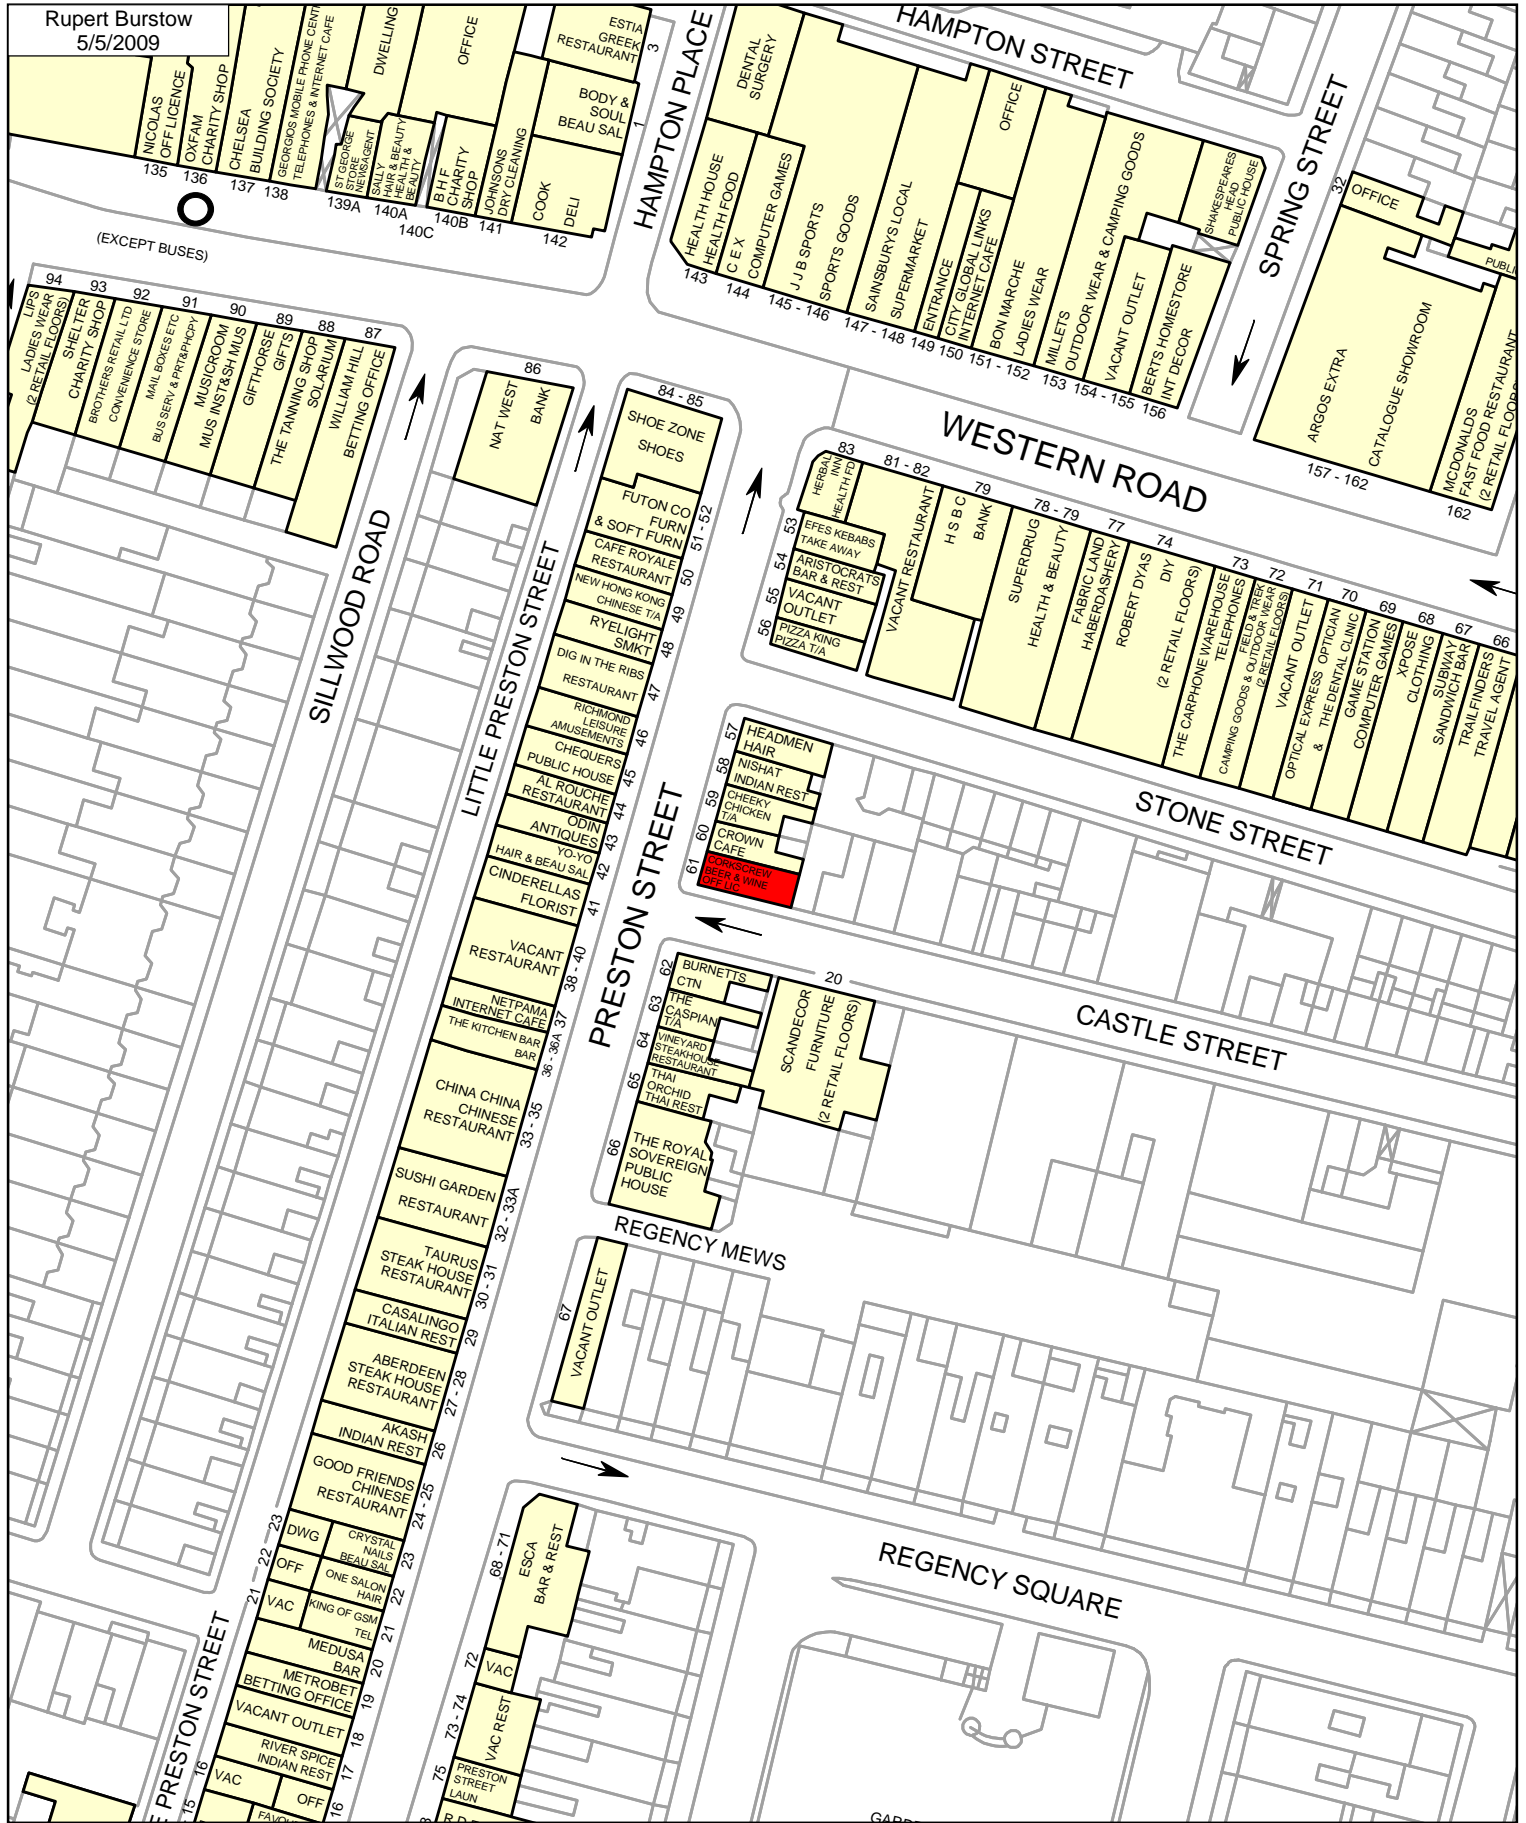 Rupert Burstow
5/5/2009
NICOLAS
OFF LICENCE
135
OXFAM
CHARITY SHOP
136
CHELSEA
BUILDING SOCIETY
137
GEORGIOS MOBILE PHONE CENT
TELEPHONES & INTERNET CAFE
138
ST GEORGE
STORE
NEWSAGENT
139A
DWELLING
SALLY
HAIR & BEAUTY
HEALTH &
BEAUTY
140A
140C
OFFICE
B H F
CHARITY
SHOP
140B
JOHNSONS
DRY CLEANING
141
ESTIA
GREEK
RESTAURANT
3
BODY &
SOUL
BEAU SAL
1
COOK
DELI
142
HAMPTON PLACE
HAMPTON STREET
SPRING STREET
DENTAL
SURGERY
HEALTH HOUSE
HEALTH FOOD
143
C E X
COMPUTER GAMES
144
J J B SPORTS
SPORTS GOODS
145 - 146
SAINSBURYS LOCAL
SUPERMARKET
147 - 148
ENTRANCE
149
CITY GLOBAL LINKS
INTERNET CAFE
150
OFFICE
BON MARCHE
LADIES WEAR
151 - 152
MILLETS
OUTDOOR WEAR & CAMPING GOODS
153
VACANT OUTLET
154 - 155
BERTS HOMESTORE
INT DECOR
156
SHAKESPEARES
HEAD
PUBLIC HOUSE
32
OFFICE
PUBLI
ARGOS EXTRA
CATALOGUE SHOWROOM
157 - 162
MCDONALDS
FAST FOOD RESTAURANT
(2 RETAIL FLOORS
162
(EXCEPT BUSES)
94
LIPS
LADIES WEAR
(2 RETAIL FLOORS)
93
SHELTER
CHARITY SHOP
92
BROTHERS RETAIL LTD
CONVENIENCE STORE
91
MAIL BOXES ETC
BUS SERV & PRT&PHCPY
90
MUSICROOM
MUS INST&SH MUS
89
GIFTHORSE
GIFTS
88
THE TANNING SHOP
SOLARIUM
87
WILLIAM HILL
BETTING OFFICE
86
NAT WEST
BANK
84 - 85
SHOE ZONE
SHOES
WESTERN ROAD
83
HERBAL
INN
HEALTH FD
81 - 82
VACANT RESTAURANT
79
H S B C
BANK
78 - 79
SUPERDRUG
HEALTH & BEAUTY
77
FABRIC LAND
HABERDASHERY
74
ROBERT DYAS
DIY
(2 RETAIL FLOORS)
73
THE CARPHONE WAREHOUSE
TELEPHONES
72
FIELD & TREK
CAMPING GOODS & OUTDOOR WEAR
(2 RETAIL FLOORS)
71
VACANT OUTLET
70
OPTICAL EXPRESS OPTICIAN
& THE DENTAL CLINIC
69
GAME STATION
COMPUTER GAMES
68
XPOSE
CLOTHING
67
SUBWAY
SANDWICH BAR
66
TRAILFINDERS
TRAVEL AGENT
SILLWOOD ROAD
LITTLE PRESTON STREET
PRESTON STREET
STONE STREET
CASTLE STREET
REGENCY MEWS
REGENCY SQUARE
E PRESTON STREET
FUTON CO
FURN
& SOFT FURN
51 - 52
CAFE ROYALE
RESTAURANT
50
NEW HONG KONG
CHINESE T/A
49
RYELIGHT
SMKT
48
DIG IN THE RIBS
RESTAURANT
47
RICHMOND
LEISURE
AMUSEMENTS
46
CHEQUERS
PUBLIC HOUSE
45
AL ROUCHE
RESTAURANT
44
ODIN
ANTIQUES
43
YO-YO
HAIR & BEAU SAL
42
CINDERELLAS
FLORIST
41
VACANT
RESTAURANT
38 - 40
NETPAMA
INTERNET CAFE
37
THE KITCHEN BAR
BAR
36 - 36A
CHINA CHINA
CHINESE
RESTAURANT
33 - 35
SUSHI GARDEN
RESTAURANT
32 - 33A
TAURUS
STEAK HOUSE
RESTAURANT
30 - 31
CASALINGO
ITALIAN REST
29
ABERDEEN
STEAK HOUSE
RESTAURANT
27 - 28
AKASH
INDIAN REST
26
GOOD FRIENDS
CHINESE
RESTAURANT
24 - 25
23
DWG
CRYSTAL
NAILS
BEAU SAL
23
22
OFF
ONE SALON
HAIR
22
21
VAC
KING OF GSM
TEL
21
MEDUSA
BAR
20
METROBET
BETTING OFFICE
19
VACANT OUTLET
18
RIVER SPICE
INDIAN REST
17
16
VAC
OFF
16
15
FAVOU
53
EFES KEBABS
TAKE AWAY
54
ARISTOCRATS
BAR & REST
55
VACANT
OUTLET
56
PIZZA KING
PIZZA T/A
57
HEADMEN
HAIR
58
NISHAT
INDIAN REST
59
CHEEKY
CHICKEN
T/A
60
CROWN
CAFE
61
CORKSCREW
BEER & WINE
OFF LIC
62
BURNETTS
CTN
63
THE
CASPIAN
T/A
64
VINEYARD
STEAKHOUSE
RESTAURANT
65
THAI
ORCHID
THAI REST
66
THE ROYAL
SOVEREIGN
PUBLIC
HOUSE
20
SCANDECOR
FURNITURE
(2 RETAIL FLOORS)
67
VACANT OUTLET
68 - 71
ESCA
BAR & REST
72
VAC
73 - 74
VAC REST
75
PRESTON
STREET
LAUN